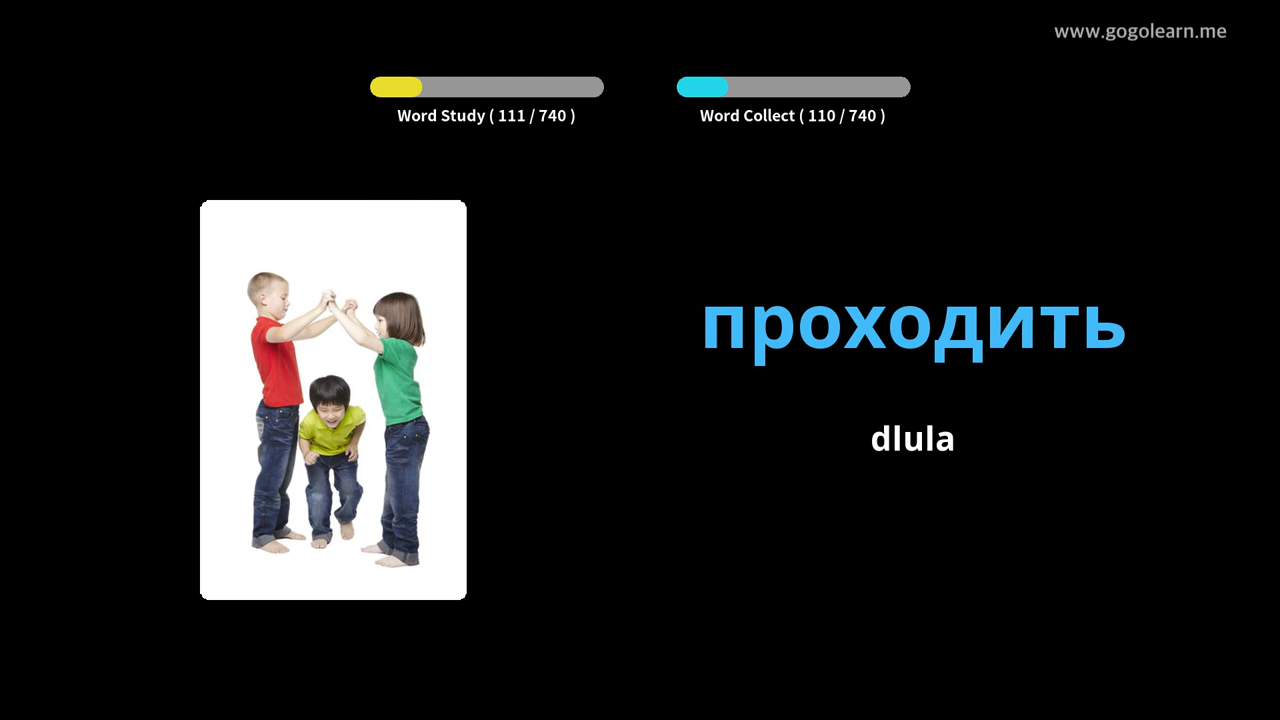 www.gogolearn.me
Word Study ( 111 / 740 )
Word Collect ( 110 / 740 )
проходить
dlula